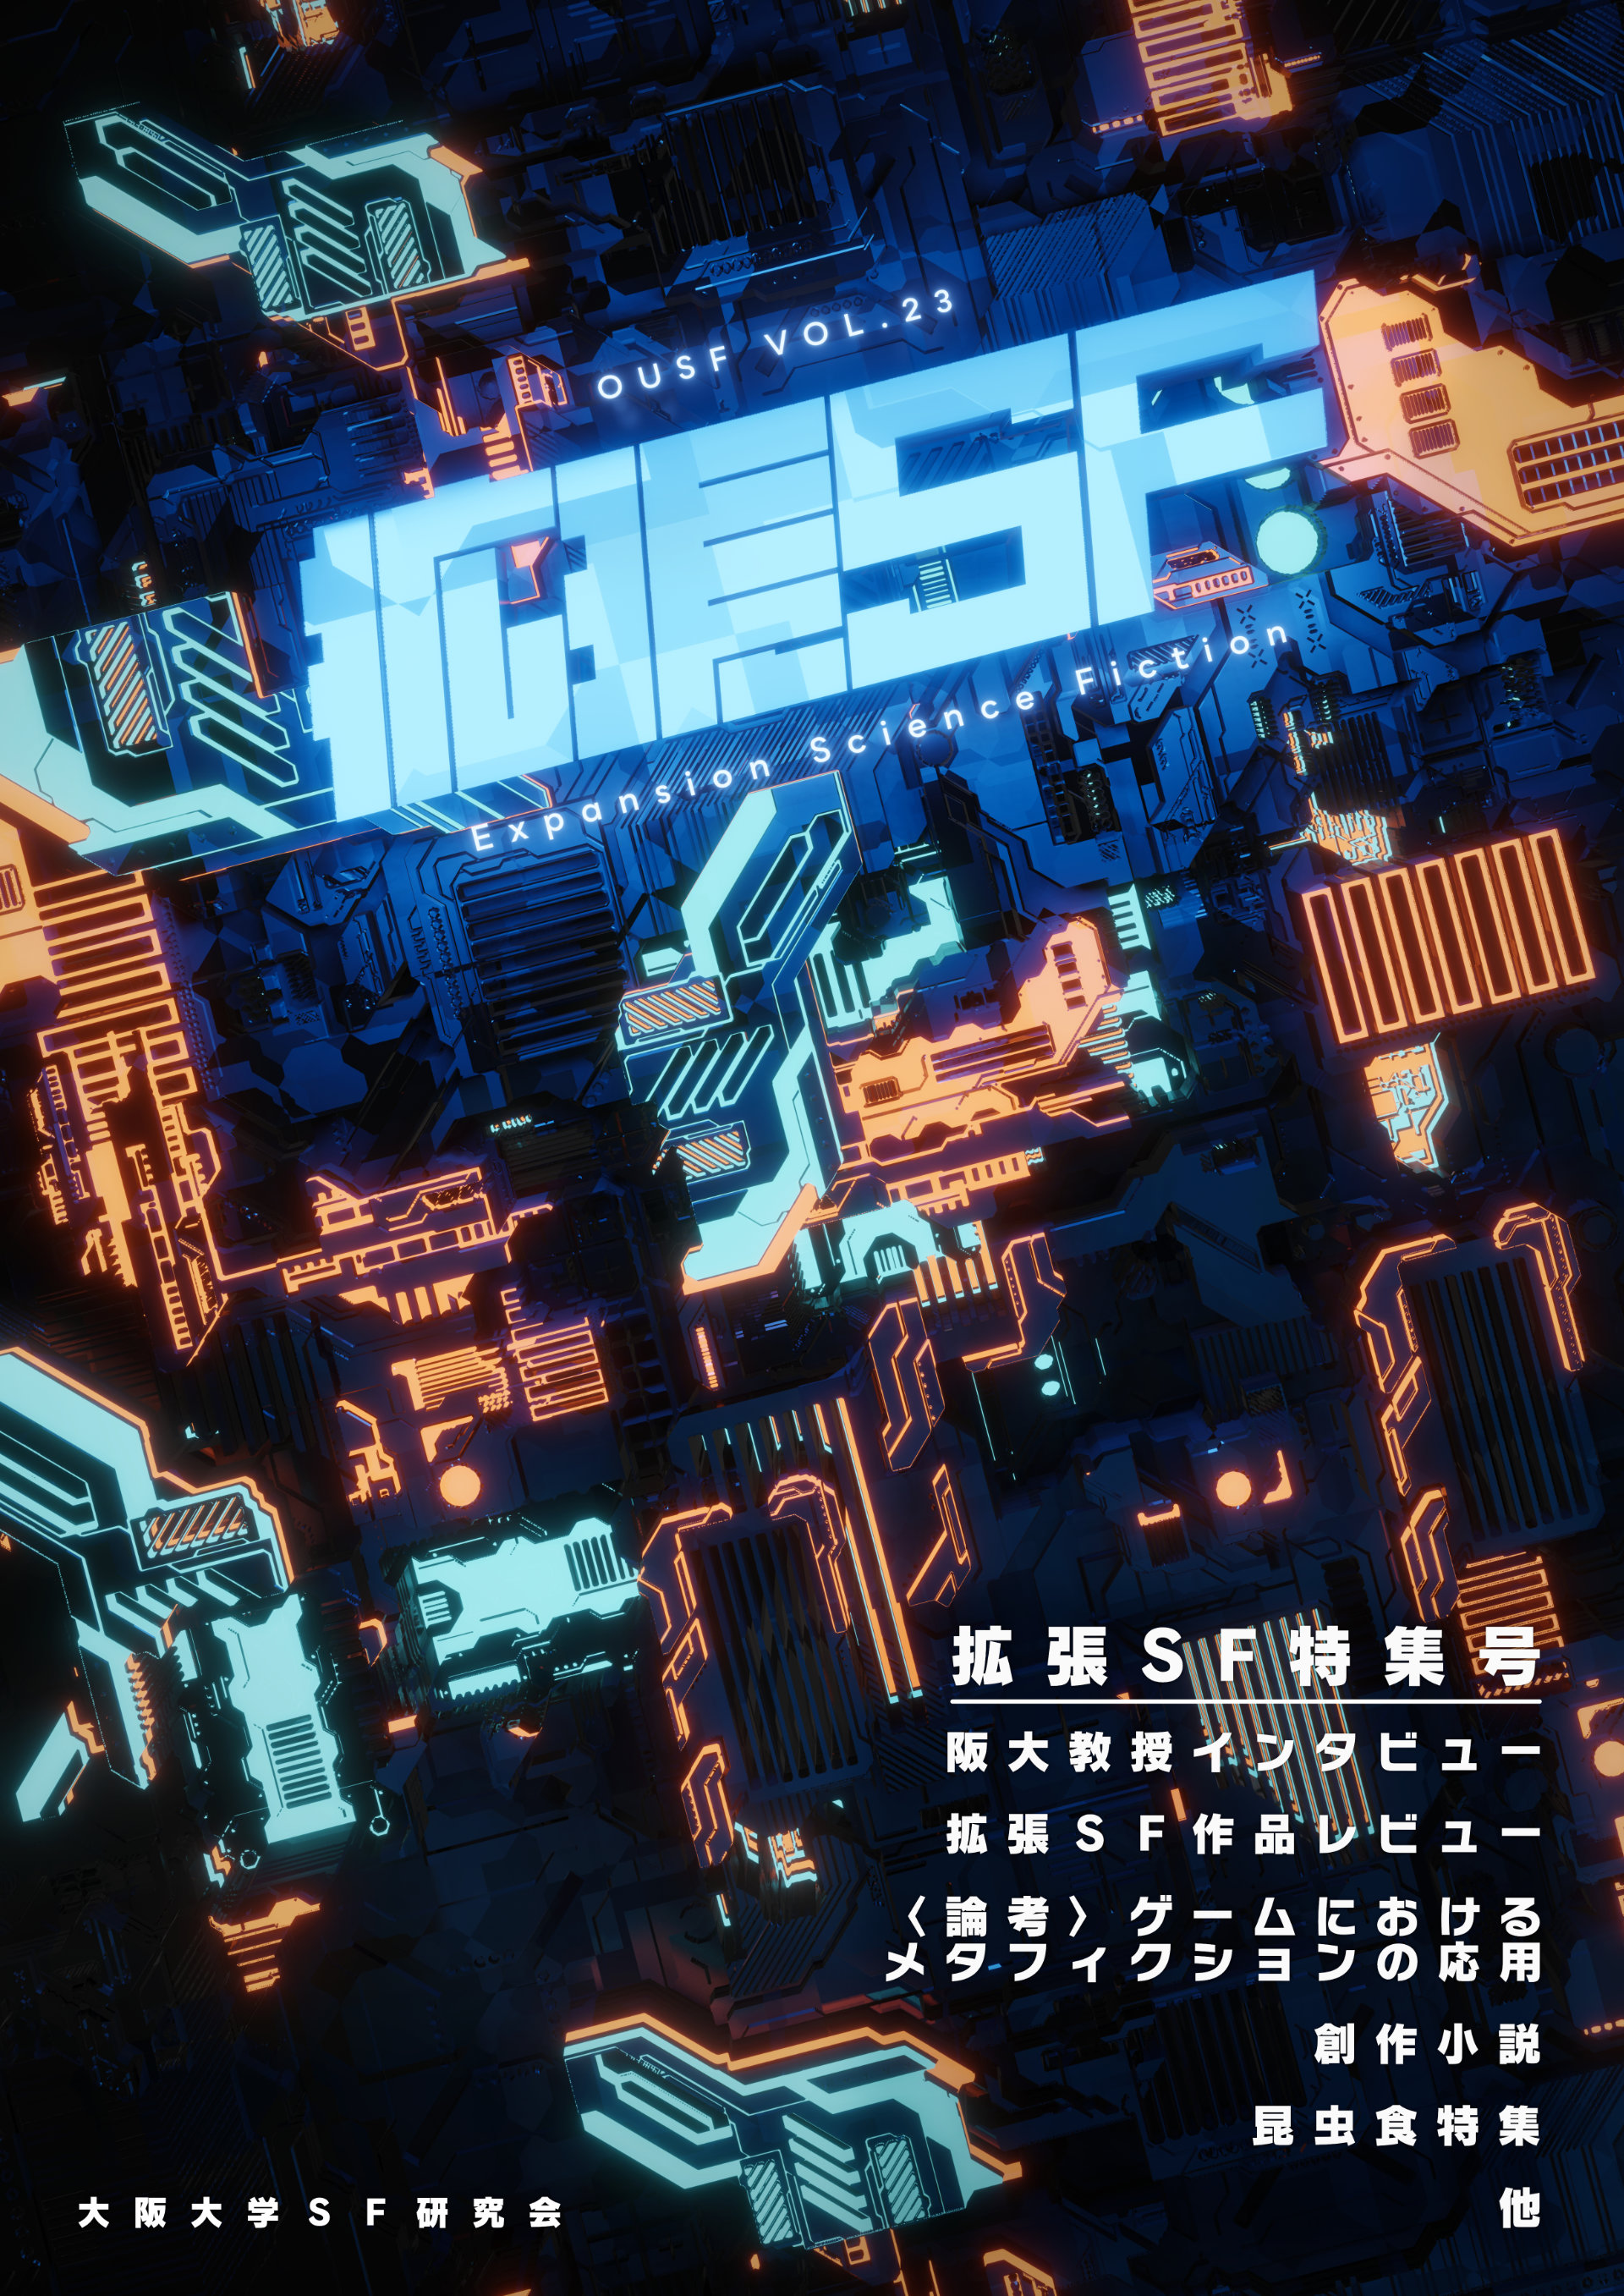 OUSF VOL.23
拡張SF
Expansion Science Fiction
拡張SF特集号
阪大教授インタビュー
拡張SF作品レビュー
〈論考〉ゲームにおける
メタフィクションの応用
創作小説
昆虫食特集
他
大阪大学SF研究会